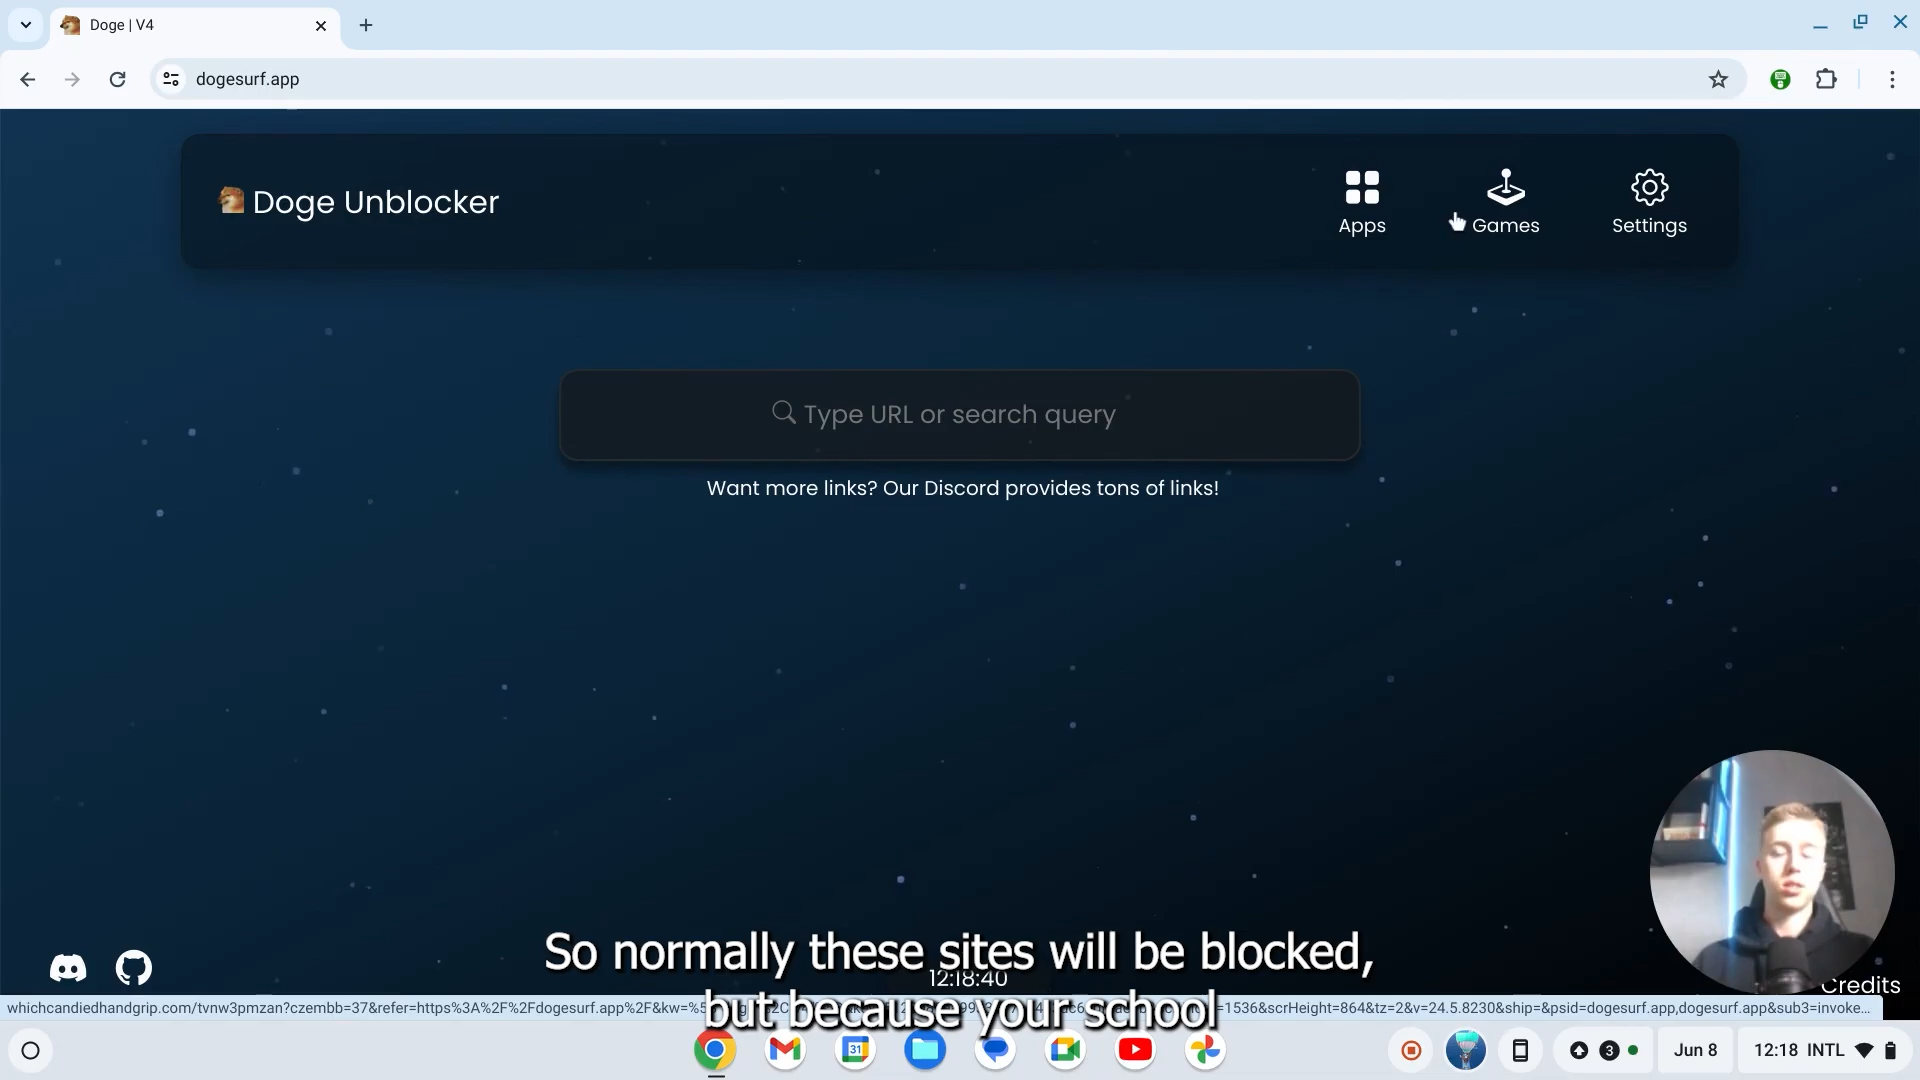 Doge | V4
dogesurf.app
Doge Unblocker
Apps
Games
Settings
Type URL or search query
Want more links? Our Discord provides tons of links!
So normally these sites will be blocked,
12:18:40
Credits
but because your school
31
3
Jun 8
12:18 INTL